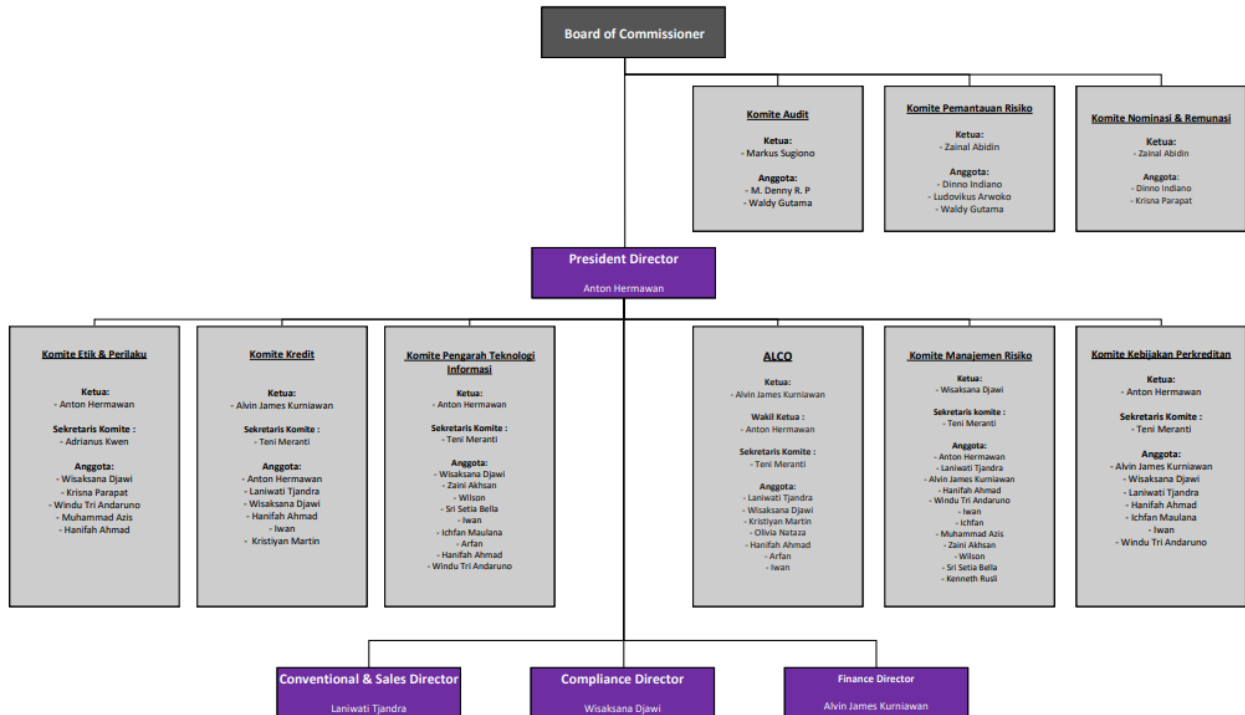 Board of Commissioner
Komite Audit
Ketua:
- Markus Sugiono
Anggota:
- M. Denny R. P
- Waldy Gutama
Komite Pemantauan Risiko
Ketua:
- Zainal Abidin
Anggota:
- Dinno Indiano
- Ludovikus Arwoko
- Waldy Gutama
Komite Nominasi & Remunasi
Ketua:
- Zainal Abidin
Anggota:
- Dinno Indiano
- Krisna Parapat
President Director
Anton Hermawan
Komite Etik & Perilaku
Ketua:
- Anton Hermawan
Sekretaris Komite :
- Adrianus Kwen
Anggota:
- Wisaksana Djawi
- Krisna Parapat
- Windu Tri Andaruno
- Muhammad Azis
- Hanifah Ahmad
Komite Kredit
Ketua:
- Alvin James Kurniawan
Sekretaris Komite :
- Teni Meranti
Anggota:
- Anton Hermawan
- Laniwati Tjandra
- Wisaksana Djawi
- Hanifah Ahmad
- Iwan
- Kristiyan Martin
Komite Pengarah Teknologi
Informasi
Ketua:
- Anton Hermawan
Sekretaris Komite :
- Teni Meranti
Anggota:
- Wisaksana Djawi
- Zaini Akhsan
- Wilson
- Sri Setia Bella
- Iwan
- Ichfan Maulana
- Arfan
- Hanifah Ahmad
- Windu Tri Andaruno
ALCO
Ketua:
- Alvin James Kurniawan
Wakil Ketua :
- Anton Hermawan
Sekretaris Komite :
- Teni Meranti
Anggota:
- Laniwati Tjandra
- Wisaksana Djawi
- Kristiyan Martin
- Olivia Nataza
- Hanifah Ahmad
- Arfan
- Iwan
Komite Manajemen Risiko
Ketua:
- Wisaksana Djawi
Sekretaris komite :
- Teni Meranti
Anggota:
- Anton Hermawan
- Laniwati Tjandra
- Alvin James Kurniawan
- Hanifah Ahmad
- Windu Tri Andaruno
- Iwan
- Ichfan
- Muhammad Azis
- Zaini Akhsan
- Wilson
- Sri Setia Bella
- Kenneth Rusli
Komite Kebijakan Perkreditan
Ketua:
- Anton Hermawan
Sekretaris Komite :
- Teni Meranti
Anggota:
- Alvin James Kurniawan
- Wisaksana Djawi
- Laniwati Tjandra
- Hanifah Ahmad
- Ichfan Maulana
- Iwan
- Windu Tri Andaruno
Conventional & Sales Director
Laniwati Tjandra
Compliance Director
Wisaksana Djawi
Finance Director
Alvin James Kurniawan